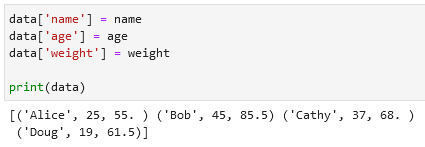 data['name'] = name
data['age'] = age
data['weight'] = weight
print(data)
[('Alice', 25, 55. ) ('Bob', 45, 85.5) ('Cathy', 37, 68. )
('Doug', 19, 61.5)]